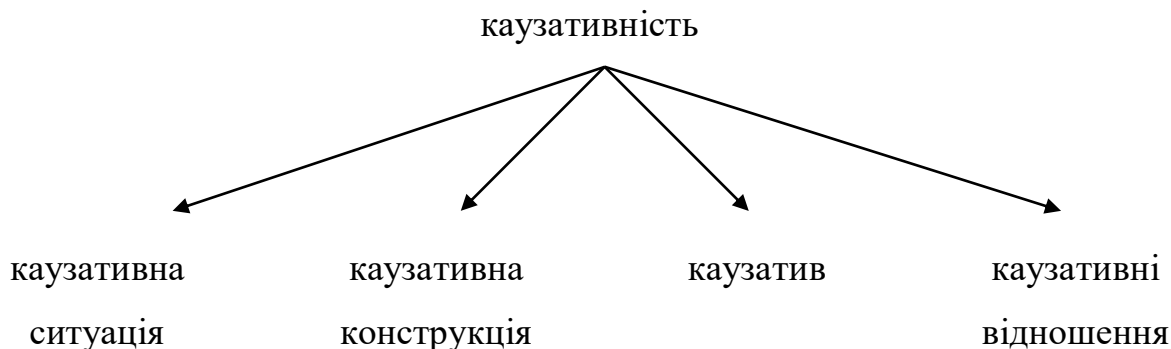 каузативність
каузативна каузативна каузатив каузативні
ситуація конструкція відношення